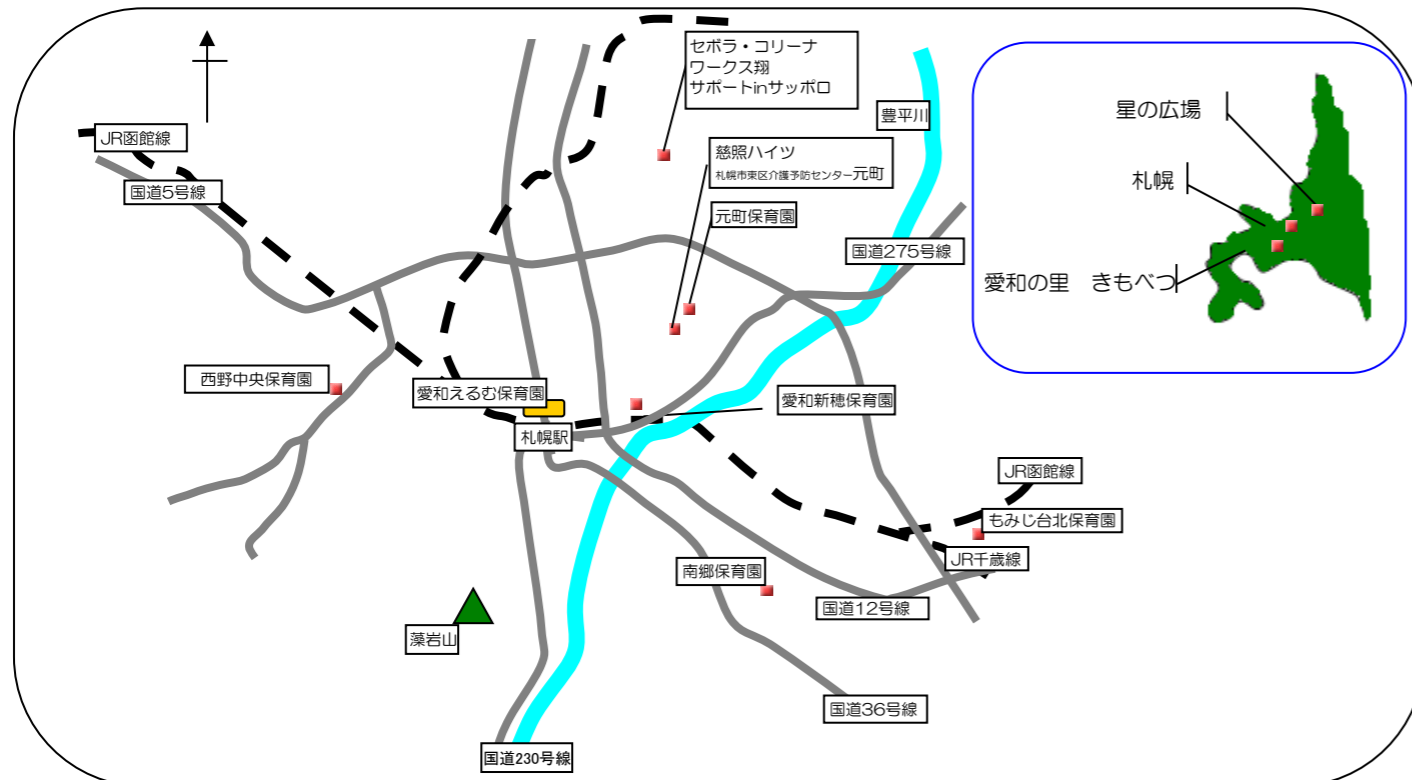 セボラ・コリーナ
ワークス翔
サポートinサッポロ
豊平川
JR函館線
国道5号線
慈照ハイツ
札幌市東区介護予防センター元町
元町保育園
国道275号線
星の広場
札幌
愛和の里 きもべつ
西野中央保育園
愛和えるむ保育園
愛和新穂保育園
札幌駅
JR函館線
もみじ台北保育園
JR千歳線
南郷保育園
国道12号線
藻岩山
国道36号線
国道230号線